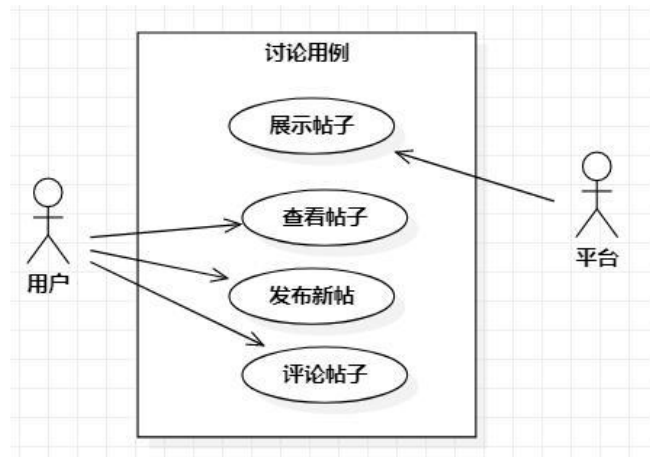 讨论用例
展示帖子
查看帖子
用户
平台
发布新帖
评论帖子